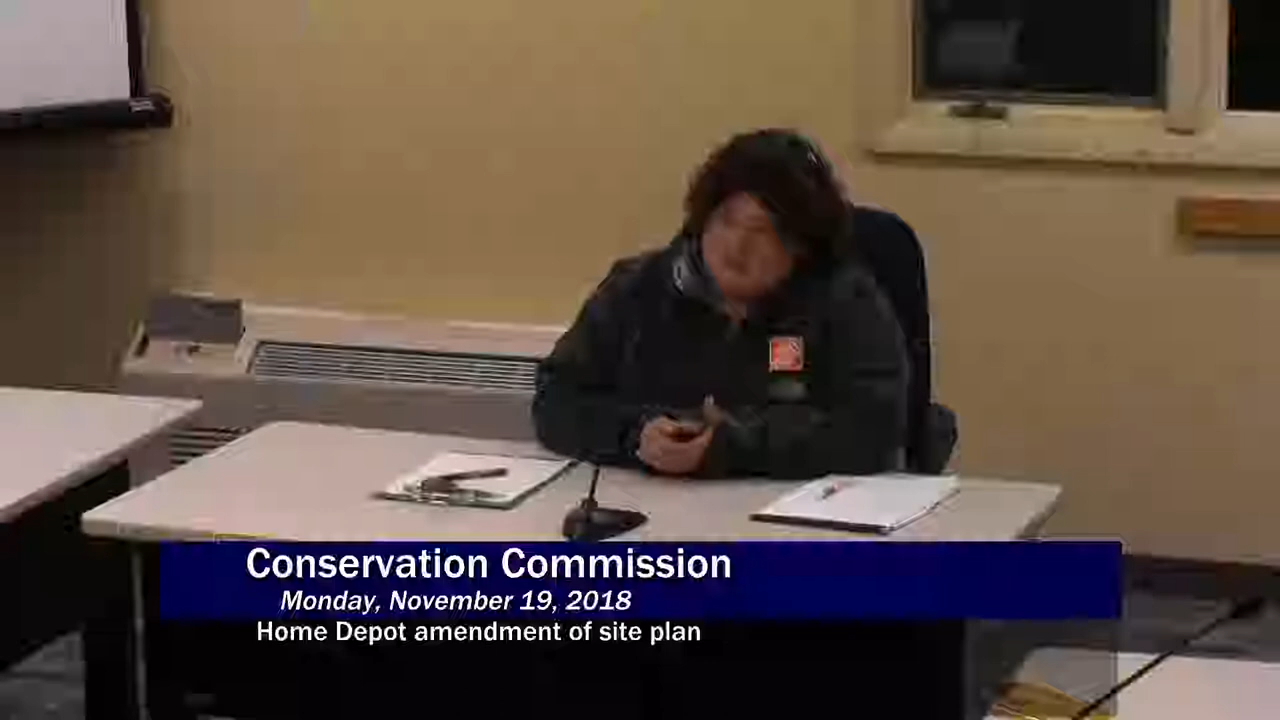 Conservation Commission
Monday, November 19, 2018
Home Depot amendment of site plan